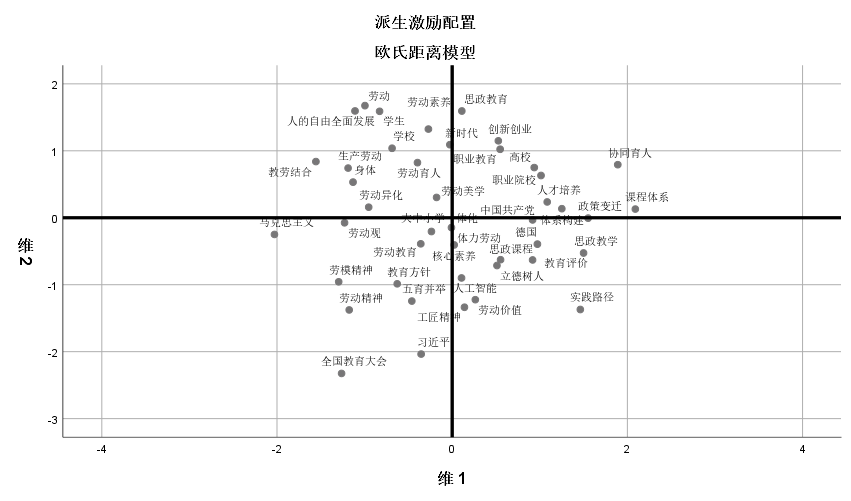 派生激励配置
欧氏距离模型
维 2
2
1
0
-1
-2
-3
劳动
劳动素养
思政教育
人的自由全面发展
学生
学校
新时代
创新创业
生产劳动
职业教育
高校
协同育人
教劳结合
身体
劳动育人
职业院校
劳动异化
劳动美学
人才培养
课程体系
马克思主义
大中小学一体化
中国共产党
体系构建
政策变迁
劳动观
体力劳动
德国
思政教学
劳动教育
核心素养
思政课程
教育评价
劳模精神
教育方针
立德树人
劳动精神
五育并举
人工智能
实践路径
工匠精神
劳动价值
习近平
全国教育大会
-4
-2
0
2
4
维 1